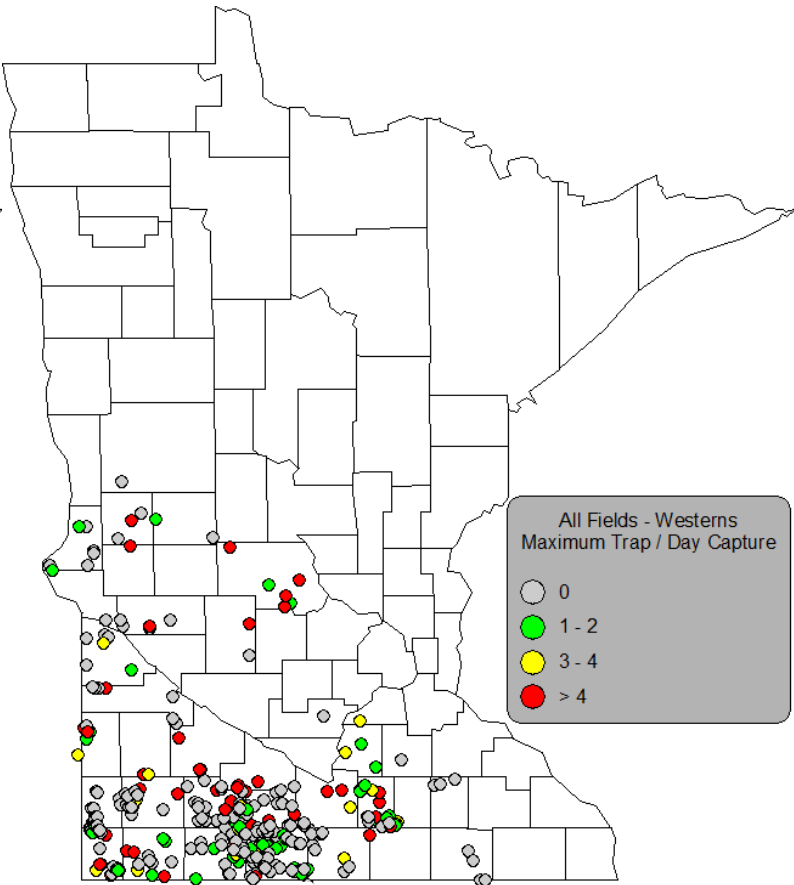 All Fields - Westerns
Maximum Trap / Day Capture
0
1 - 2
3 - 4
> 4